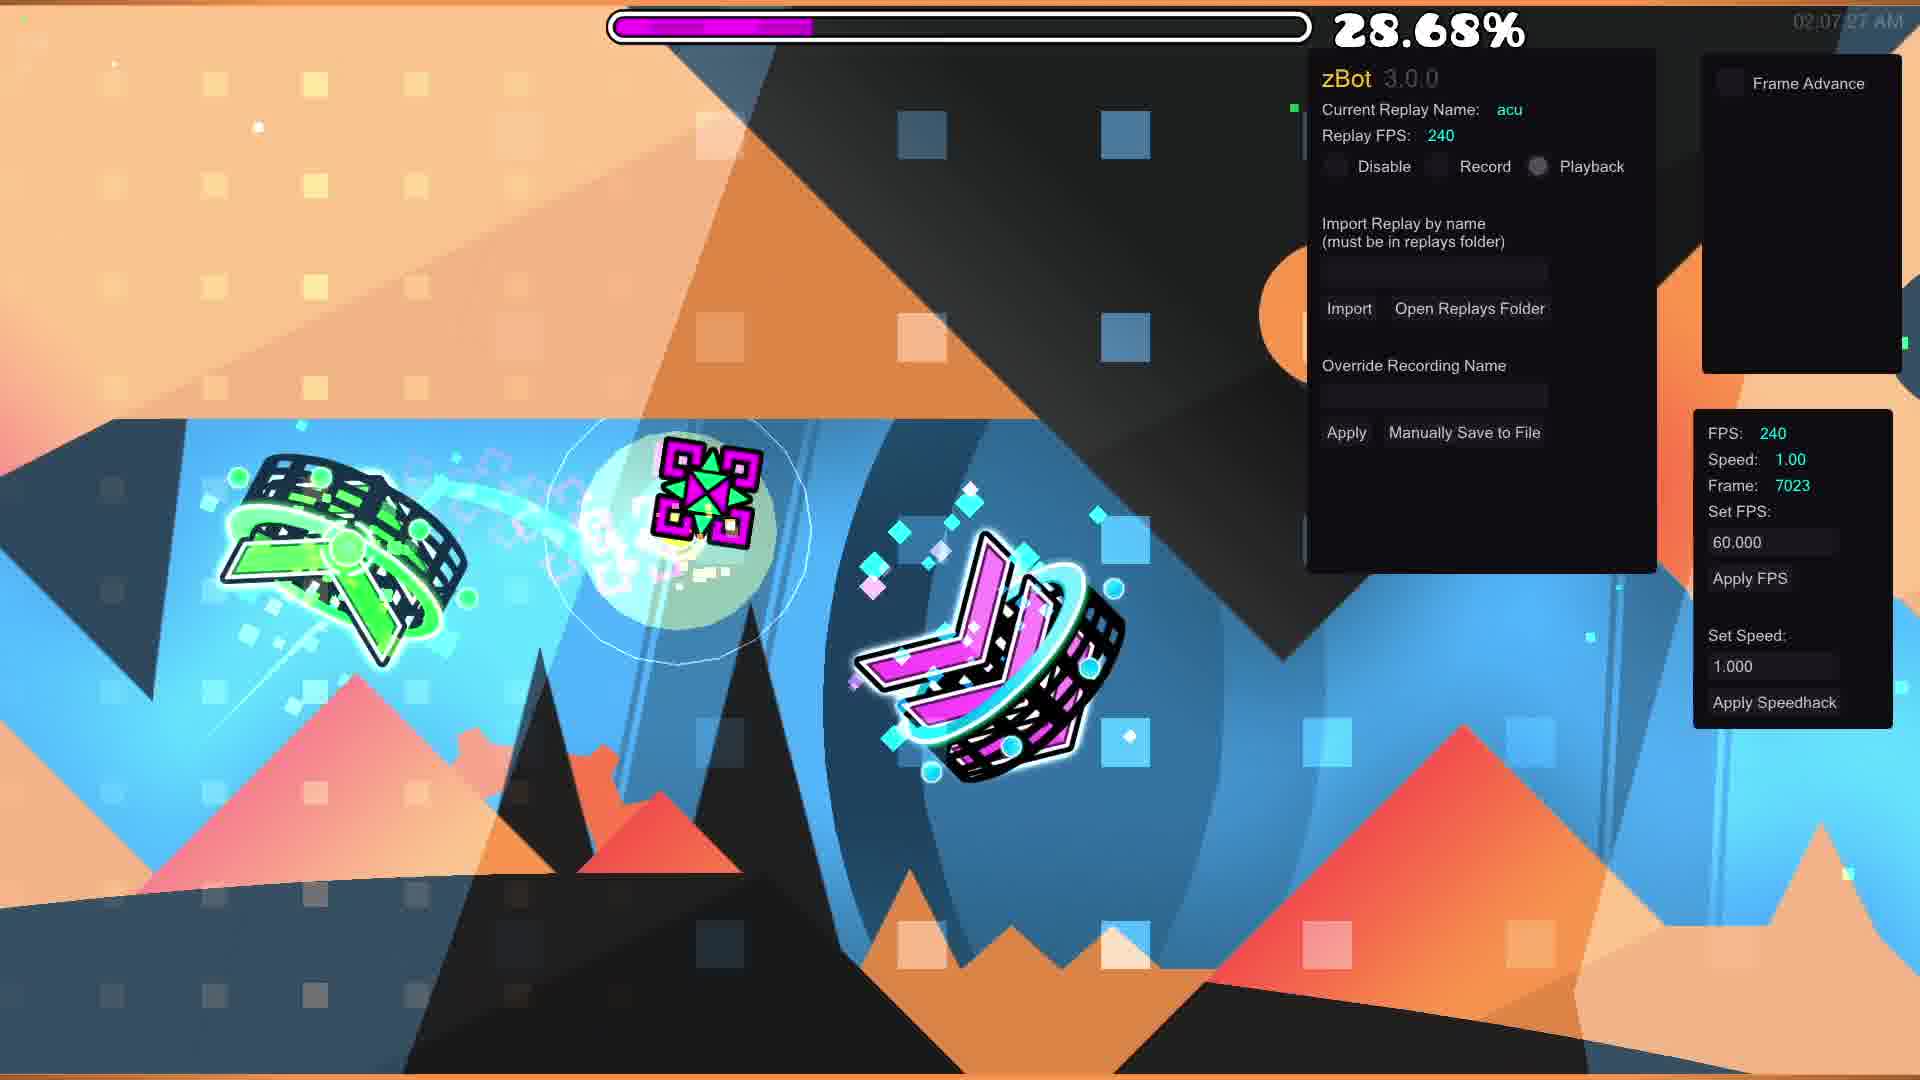 28.68%
02:07:27 AM
zBot 3.0.0
Current Replay Name: acu
Replay FPS: 240
Disable Record Playback
Import Replay by name
(must be in replays folder)
Import Open Replays Folder
Override Recording Name
Apply Manually Save to File
Frame Advance
FPS: 240
Speed: 1.00
Frame: 7023
Set FPS:
60.000
Apply FPS
Set Speed:
1.000
Apply Speedhack